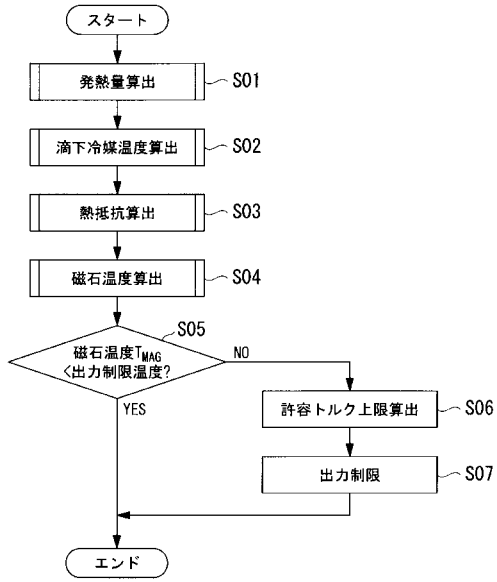 スタート
発熱量算出
S01
滴下冷媒温度算出
S02
熱抵抗算出
S03
磁石温度算出
S04
S05
磁石温度TMAG
<出力制限温度?
NO
YES
許容トルク上限算出
S06
出力制限
S07
エンド